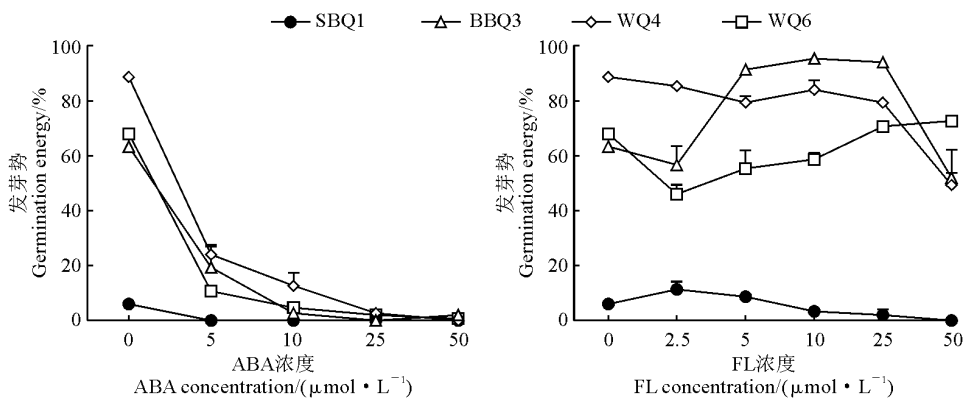 SBQ1 BBQ3 WQ4 WQ6
100
80
60
40
20
0
发芽势
Germination energy/%
0 5 10 25 50
ABA浓度
ABA concentration/(μmol·L⁻¹)
100
80
60
40
20
0
发芽势
Germination energy/%
0 2.5 5 10 25 50
FL浓度
FL concentration/(μmol·L⁻¹)